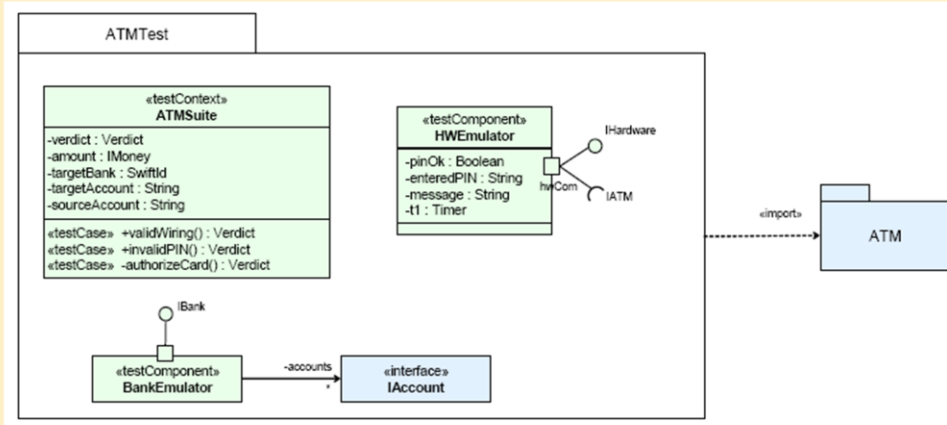 ATMTest
«testContext»
ATMSuite
-verdict : Verdict
-amount : IMoney
-targetBank : SwiftId
-targetAccount : String
-sourceAccount : String
«testCase» +validWiring() : Verdict
«testCase» +invalidPIN() : Verdict
«testCase» -authorizeCard() : Verdict
«testComponent»
HWEmulator
-pinOk : Boolean
-enteredPIN : String
-message : String
-t1 : Timer
hwCom
IHardware
IATM
«import»
ATM
IBank
«testComponent»
BankEmulator
-accounts
*
«interface»
IAccount